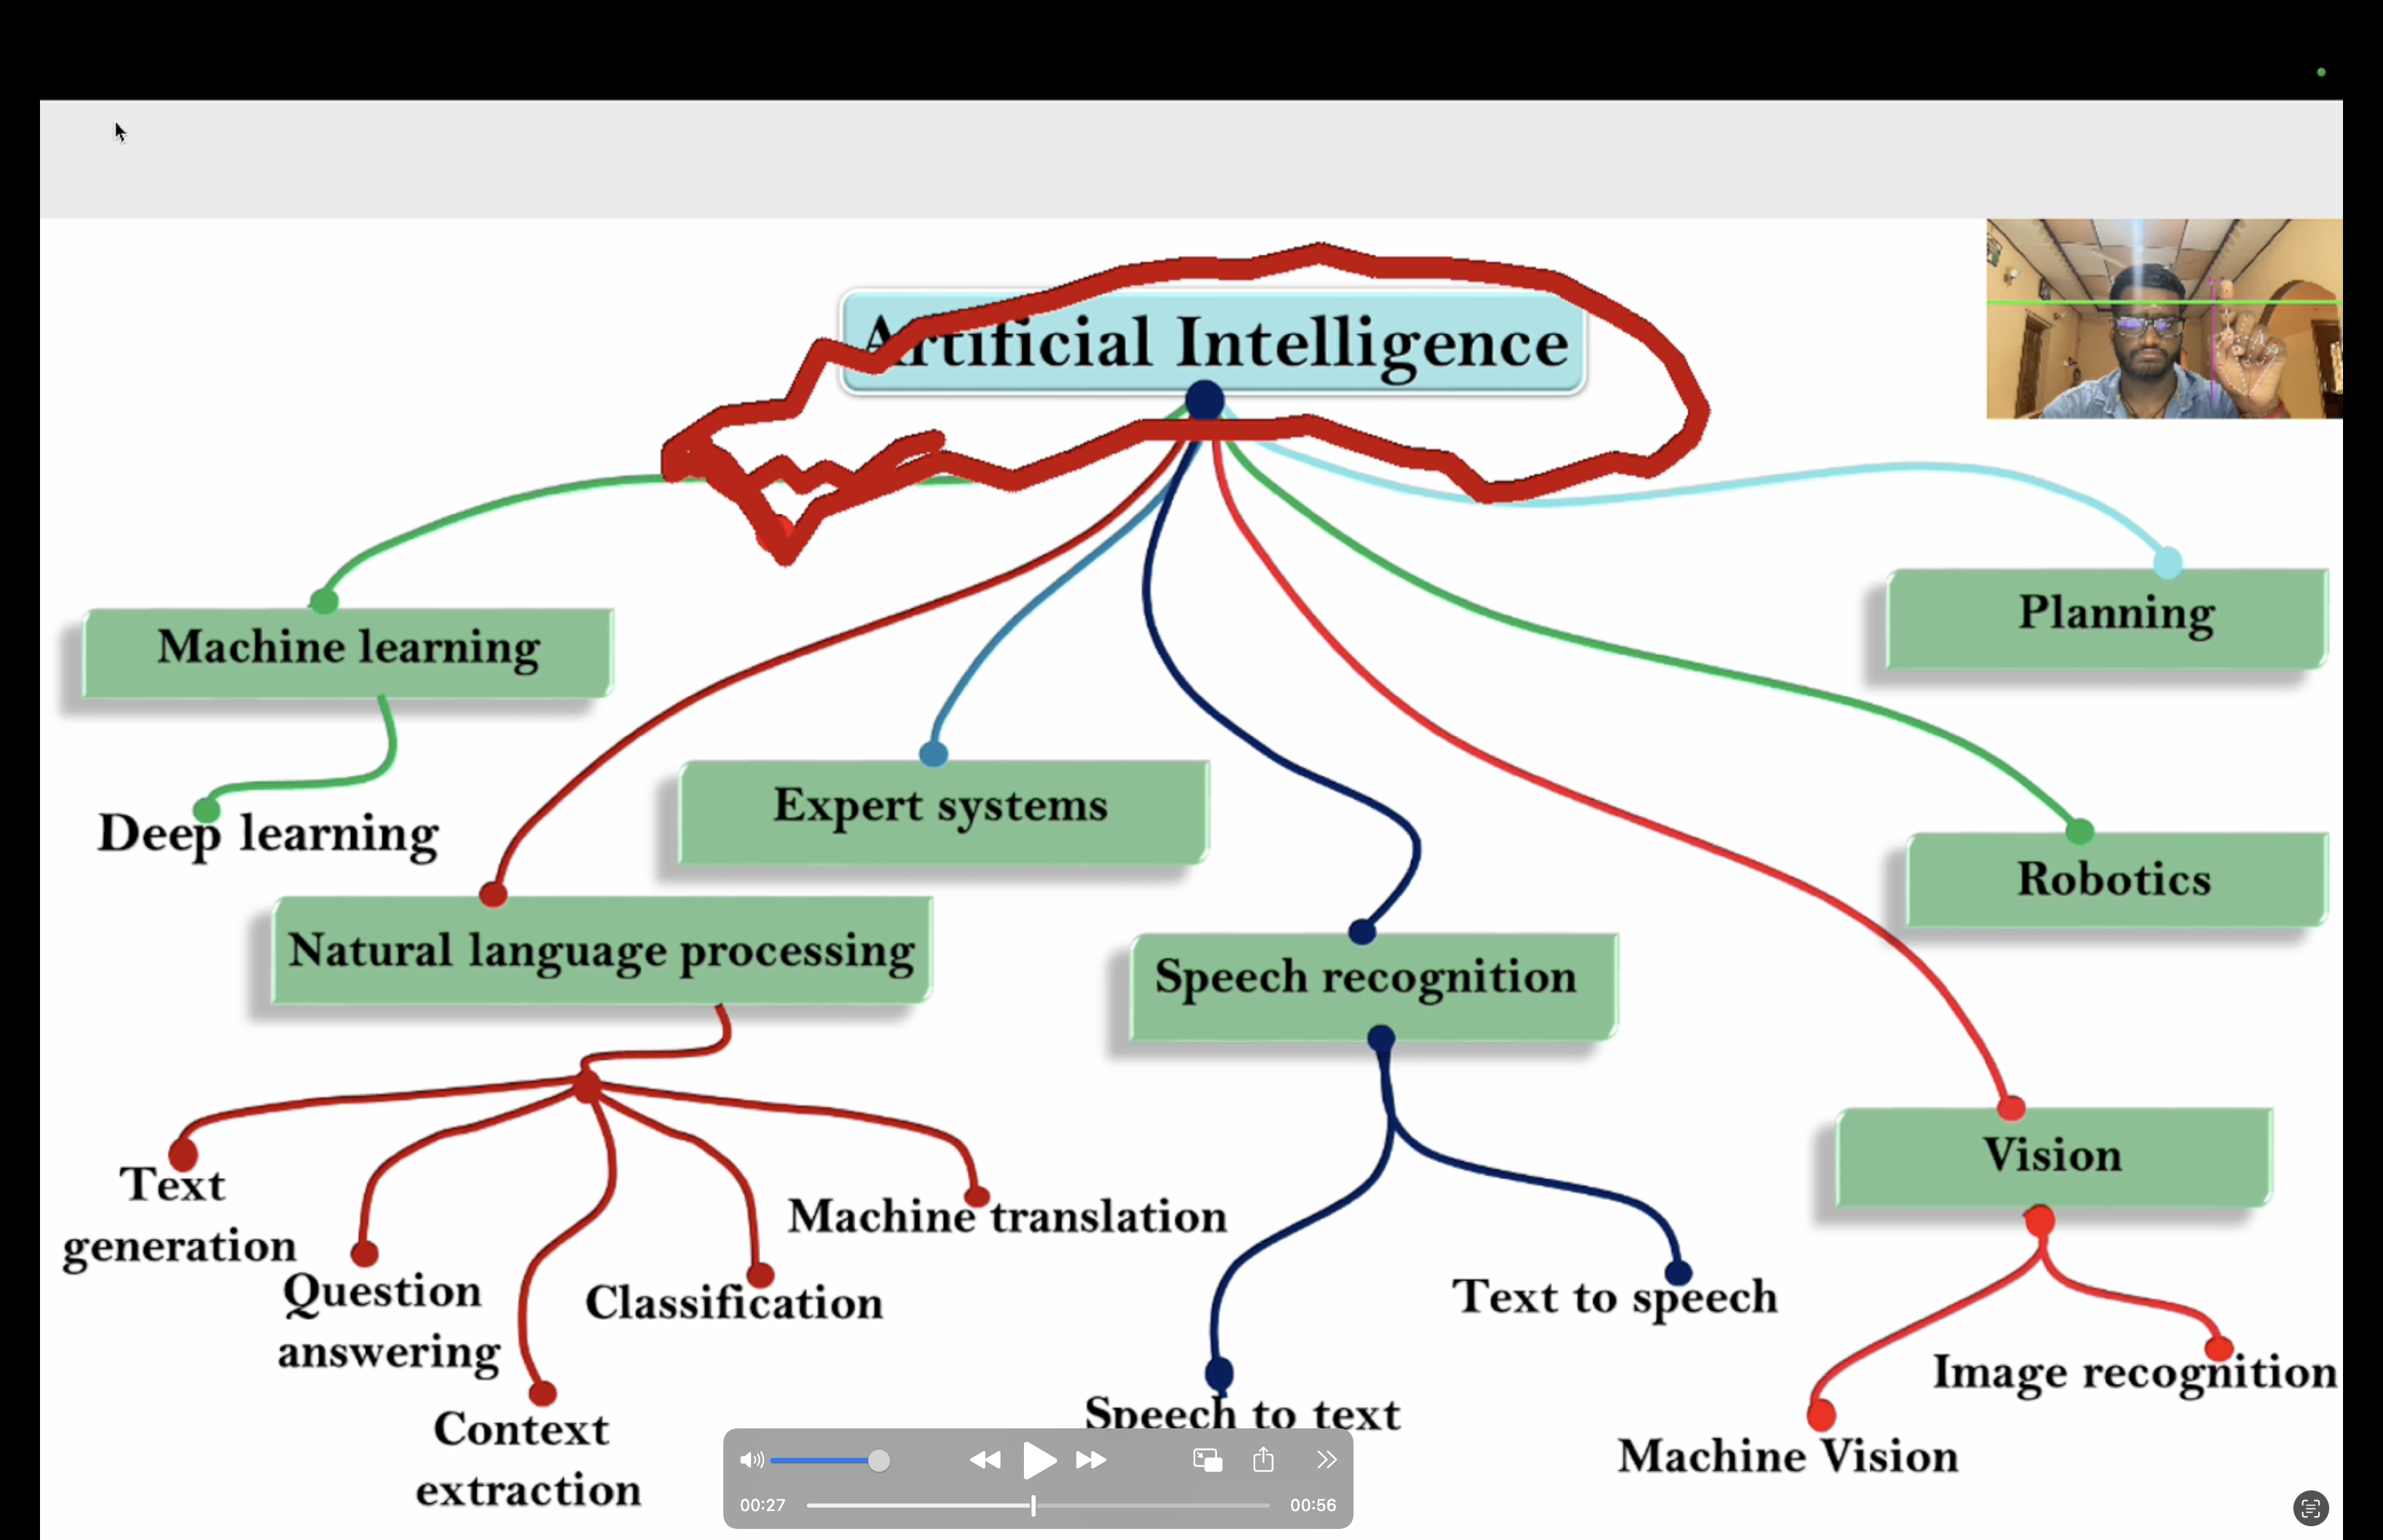 Artificial Intelligence
Planning
Machine learning
Expert systems
Deep learning
Robotics
Natural language processing
Speech recognition
Vision
Text
generation
Machine translation
Question
answering
Classification
Text to speech
Image recognition
Context
extraction
Speech to text
Machine Vision
00:27
00:56